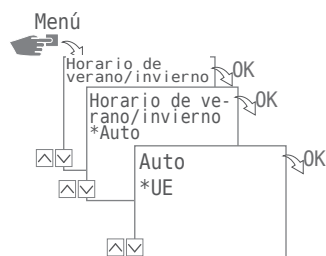 Menú
Horario de
verano/invierno
OK
Horario de ve-
rano/invierno
*Auto
OK
Auto
*UE
OK